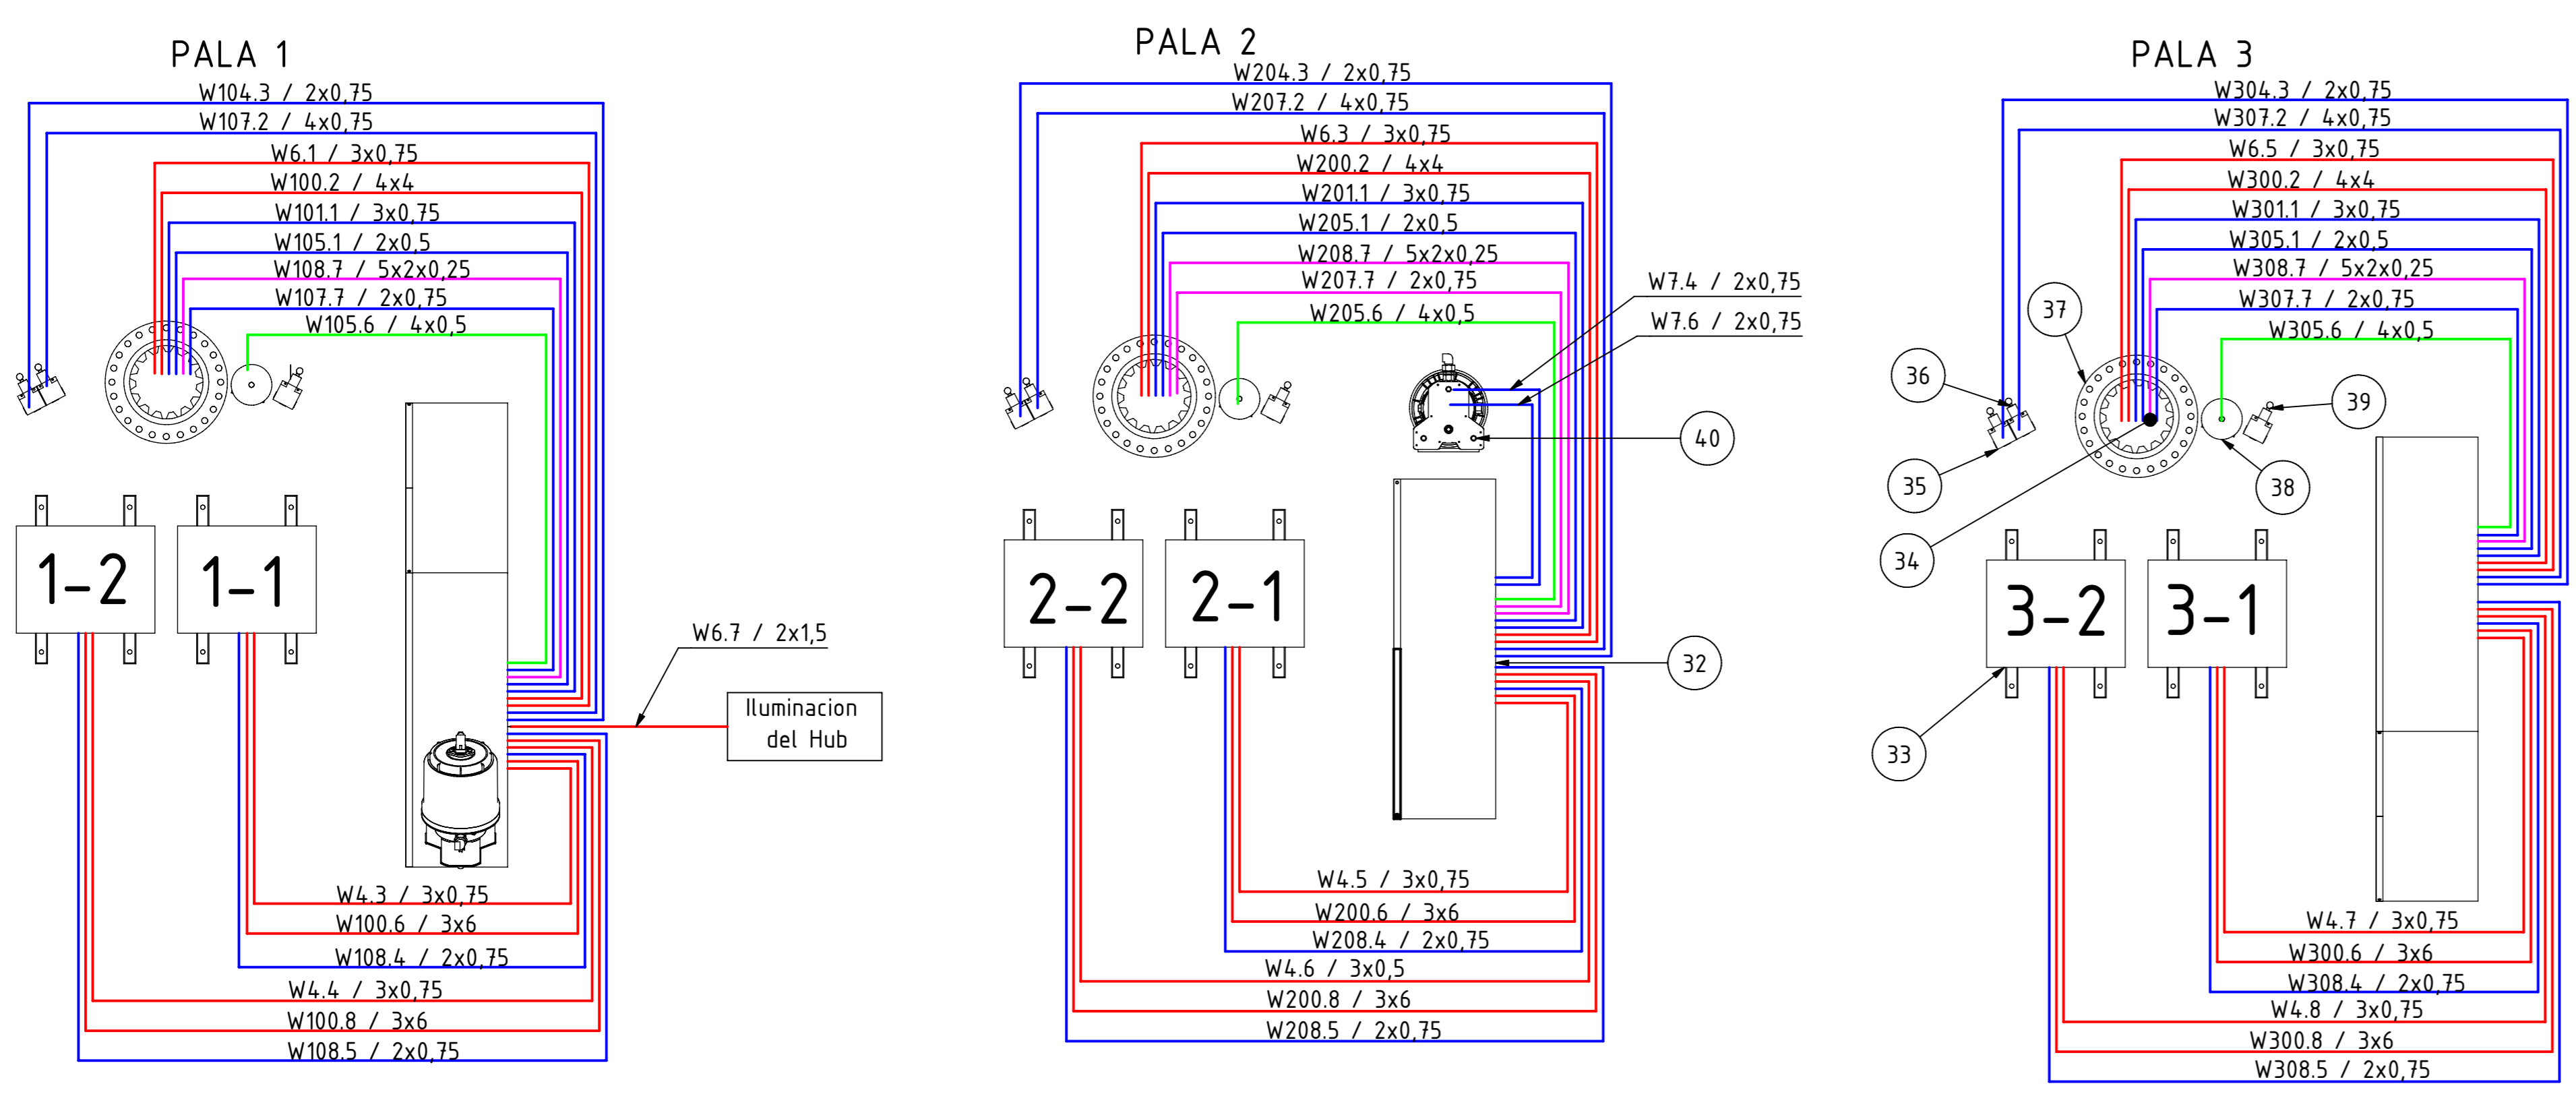 PALA 1
W104.3 / 2x0,75
W107.2 / 4x0,75
W6.1 / 3x0,75
W100.2 / 4x4
W101.1 / 3x0,75
W105.1 / 2x0,5
W108.7 / 5x2x0,25
W107.7 / 2x0,75
W105.6 / 4x0,5
1-2
1-1
W6.7 / 2x1,5
Iluminacion
del Hub
W4.3 / 3x0,75
W100.6 / 3x6
W108.4 / 2x0,75
W4.4 / 3x0,75
W100.8 / 3x6
W108.5 / 2x0,75
PALA 2
W204.3 / 2x0,75
W207.2 / 4x0,75
W6.3 / 3x0,75
W200.2 / 4x4
W201.1 / 3x0,75
W205.1 / 2x0,5
W208.7 / 5x2x0,25
W207.7 / 2x0,75
W205.6 / 4x0,5
W7.4 / 2x0,75
W7.6 / 2x0,75
40
2-2
2-1
32
W4.5 / 3x0,75
W200.6 / 3x6
W208.4 / 2x0,75
W4.6 / 3x0,5
W200.8 / 3x6
W208.5 / 2x0,75
PALA 3
W304.3 / 2x0,75
W307.2 / 4x0,75
W6.5 / 3x0,75
W300.2 / 4x4
W301.1 / 3x0,75
W305.1 / 2x0,5
W308.7 / 5x2x0,25
W307.7 / 2x0,75
W305.6 / 4x0,5
37
36
39
35
38
34
3-2
3-1
33
W4.7 / 3x0,75
W300.6 / 3x6
W308.4 / 2x0,75
W4.8 / 3x0,75
W300.8 / 3x6
W308.5 / 2x0,75